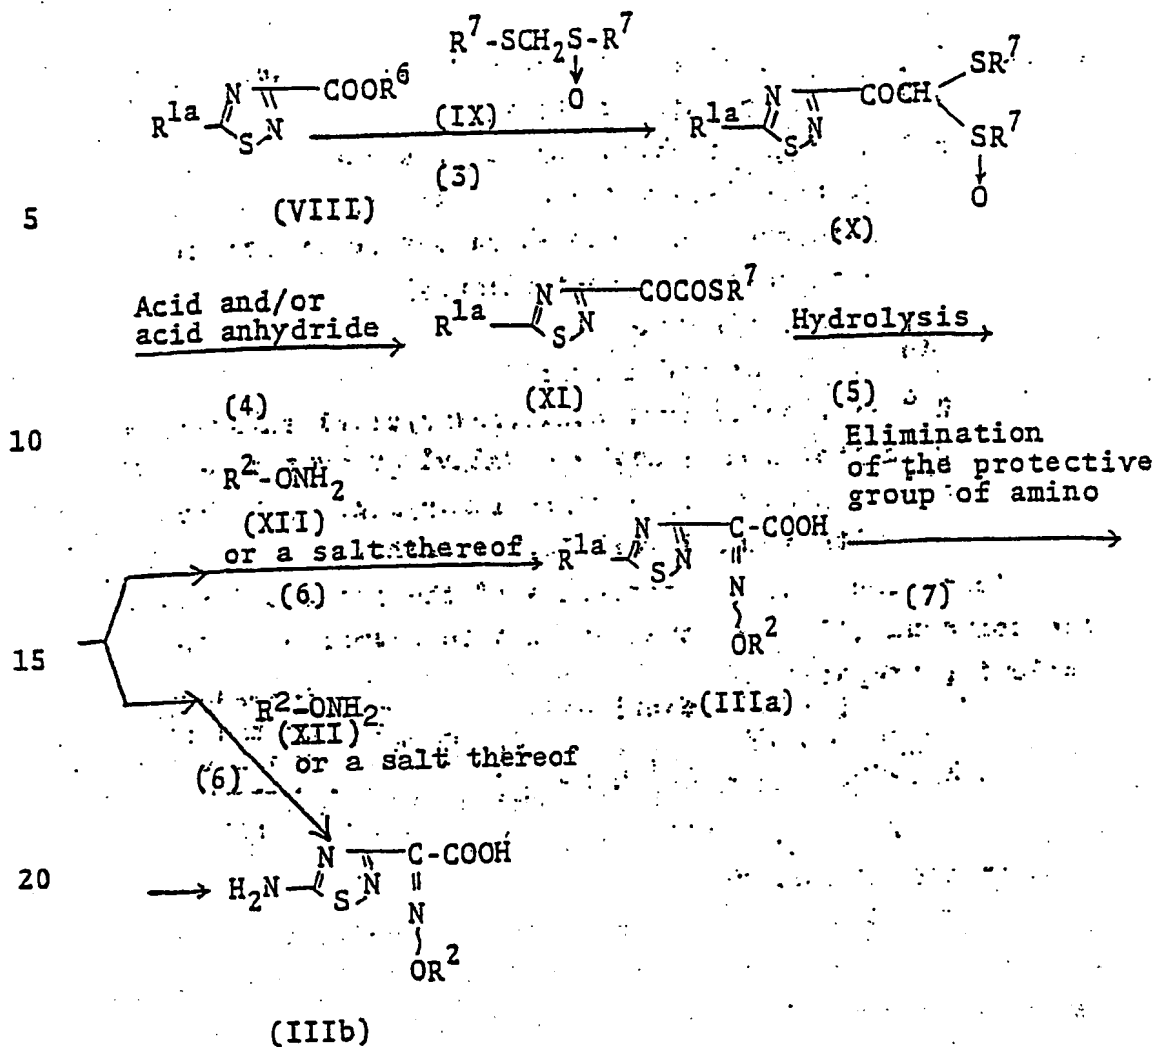 R7-SCH2S-R7
O
N COOR6
R1a S N
(IX)
(3)
(VIII)
N COCH SR7
R1a S N SR7
O
(X)
5
Acid and/or
acid anhydride
(4)
R1a N S N COCOSR7
(XI)
Hydrolysis
(5)
10
R2-ONH2
(XII)
or a salt thereof
(6)
R1a N S N C-COOH
N
OR2
(IIIa)
Elimination
of the protective
group of amino
(7)
15
R2-ONH2
(XII)
or a salt thereof
(6)
20
H2N N S N C-COOH
N
OR2
(IIIb)